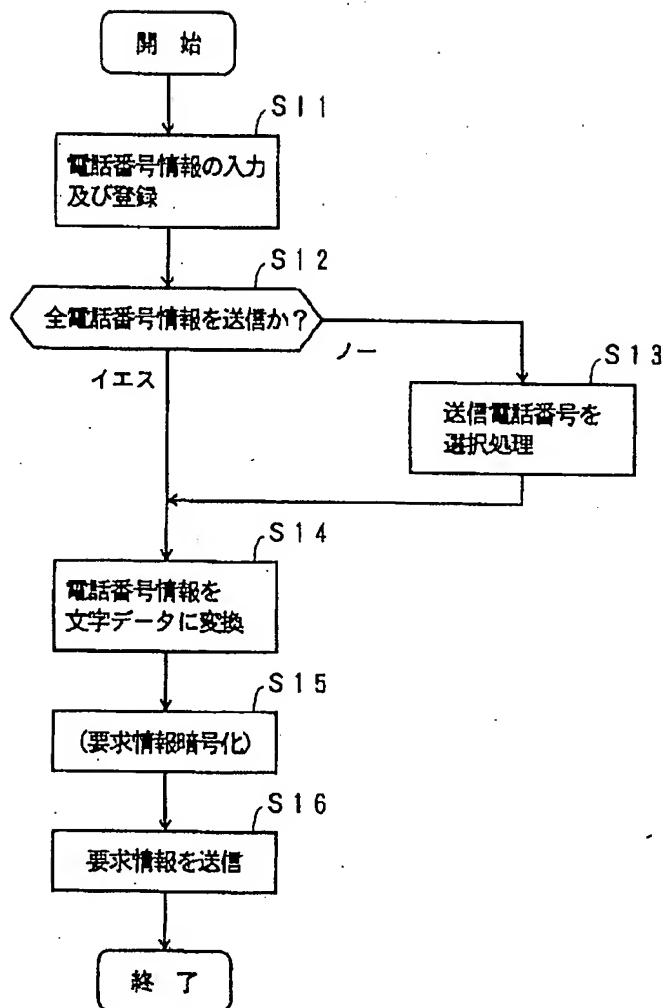 開 始
S11
電話番号情報の入力
及び登録
S12
全電話番号情報を送信か?
ノー
イエス
S13
送信電話番号を
選択処理
S14
電話番号情報を
文字データに変換
S15
(要求情報暗号化)
S16
要求情報を送信
終 了